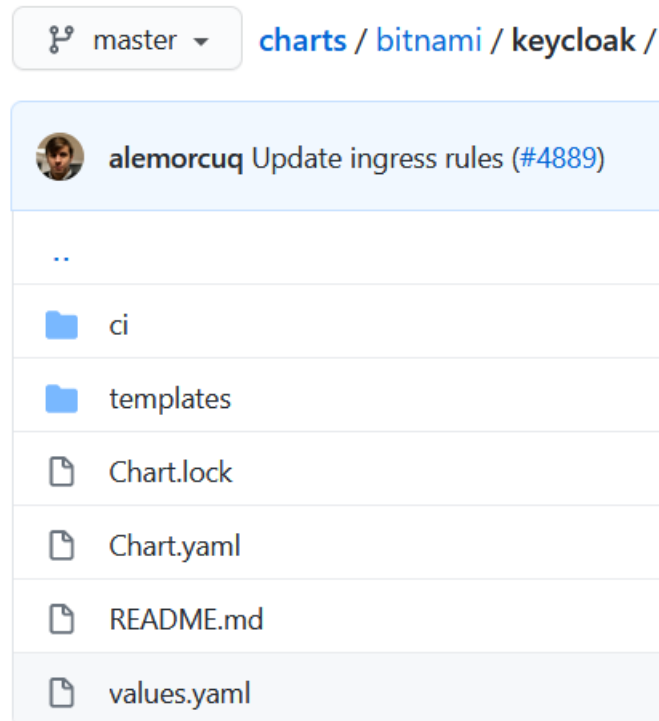 master charts / bitnami / keycloak /
alemorcuq Update ingress rules (#4889)
..
ci
templates
Chart.lock
Chart.yaml
README.md
values.yaml